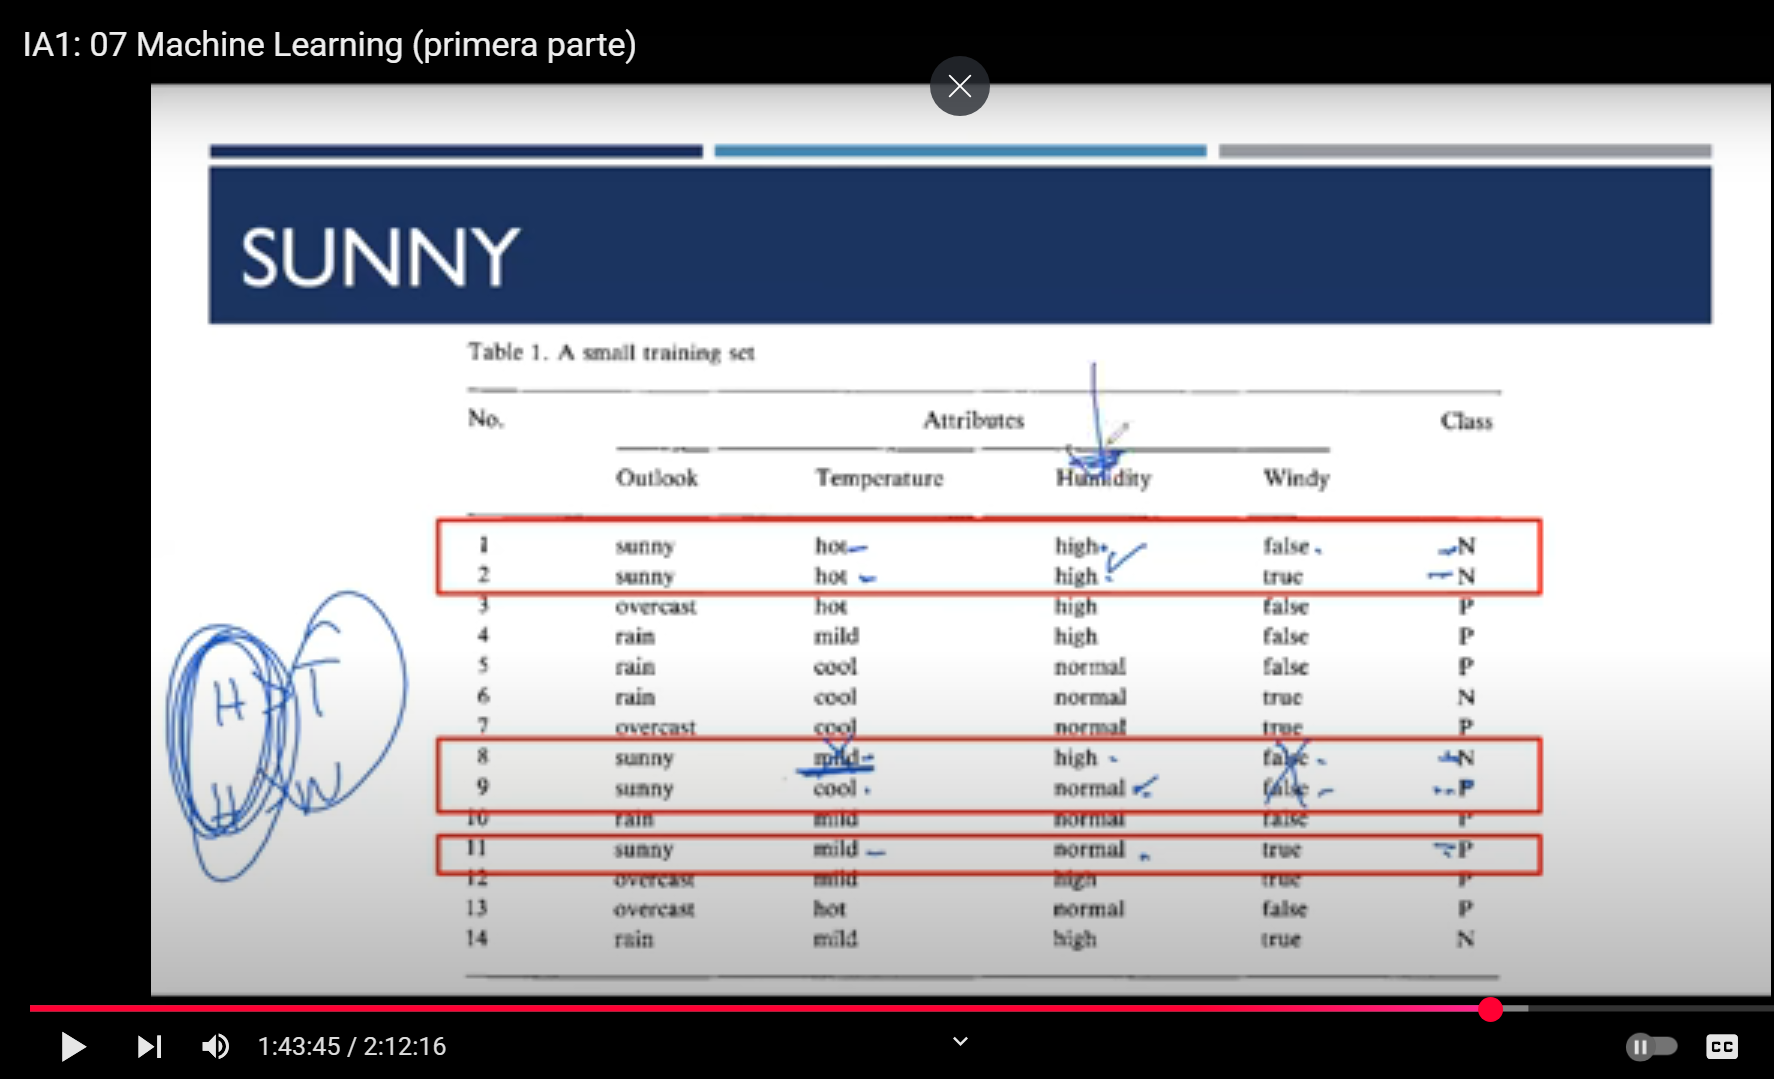 IA1: 07 Machine Learning (primera parte)
SUNNY
Table 1. A small training set
No. Attributes Class
Outlook Temperature Humidity Windy
1 sunny hot high false N
2 sunny hot high true N
3 overcast hot high false P
4 rain mild high false P
5 rain cool normal false P
6 rain cool normal true N
7 overcast cool normal true P
8 sunny mild high false N
9 sunny cool normal false P
10 rain mild normal false P
11 sunny mild normal true P
12 overcast mild high true P
13 overcast hot normal false P
14 rain mild high true N
H > T
H > W
1:43:45 / 2:12:16
CC